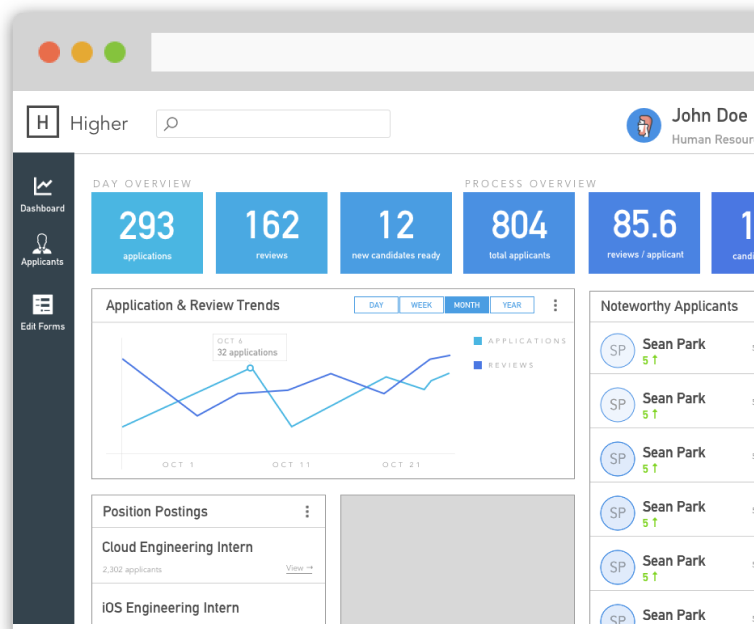 H Higher
John Doe
Human Resour
Dashboard
Applicants
Edit Forms
DAY OVERVIEW
PROCESS OVERVIEW
293
applications
162
reviews
12
new candidates ready
804
total applicants
85.6
reviews / applicant
1
candi
Application & Review Trends
DAY WEEK MONTH YEAR
OCT 6
32 applications
APPLICATIONS
REVIEWS
OCT 1 OCT 11 OCT 21
Noteworthy Applicants
SP Sean Park
5 ↑
SP Sean Park
5 ↑
SP Sean Park
5 ↑
SP Sean Park
5 ↑
SP Sean Park
5 ↑
SP Sean Park
Position Postings
Cloud Engineering Intern
2,302 applicants View →
iOS Engineering Intern